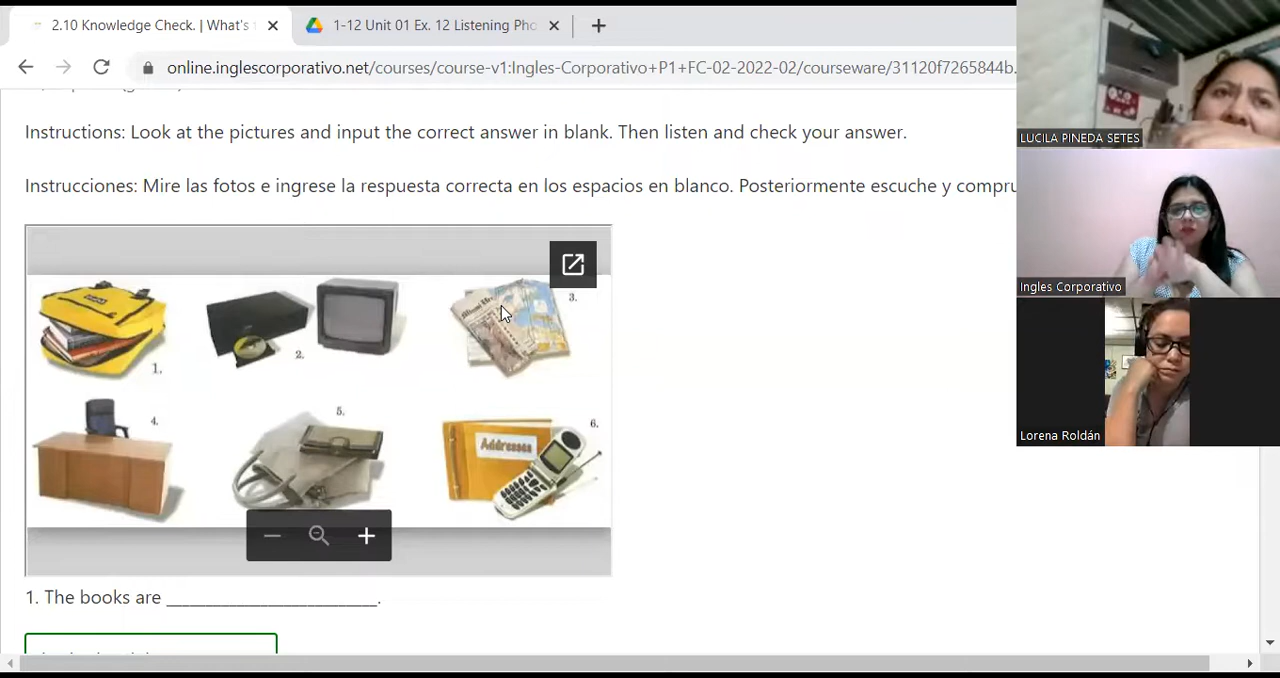 2.10 Knowledge Check. | What's
1-12 Unit 01 Ex. 12 Listening Pho
online.inglescorporativo.net/courses/course-v1:Ingles-Corporativo+P1+FC-02-2022-02/courseware/31120f7265844b.
Instructions: Look at the pictures and input the correct answer in blank. Then listen and check your answer.
Instrucciones: Mire las fotos e ingrese la respuesta correcta en los espacios en blanco. Posteriormente escuche y compru
1.
2.
3.
4.
5.
6.
Addresses
1. The books are __________________________.
LUCILA PINEDA SETES
Ingles Corporativo
Lorena Roldán